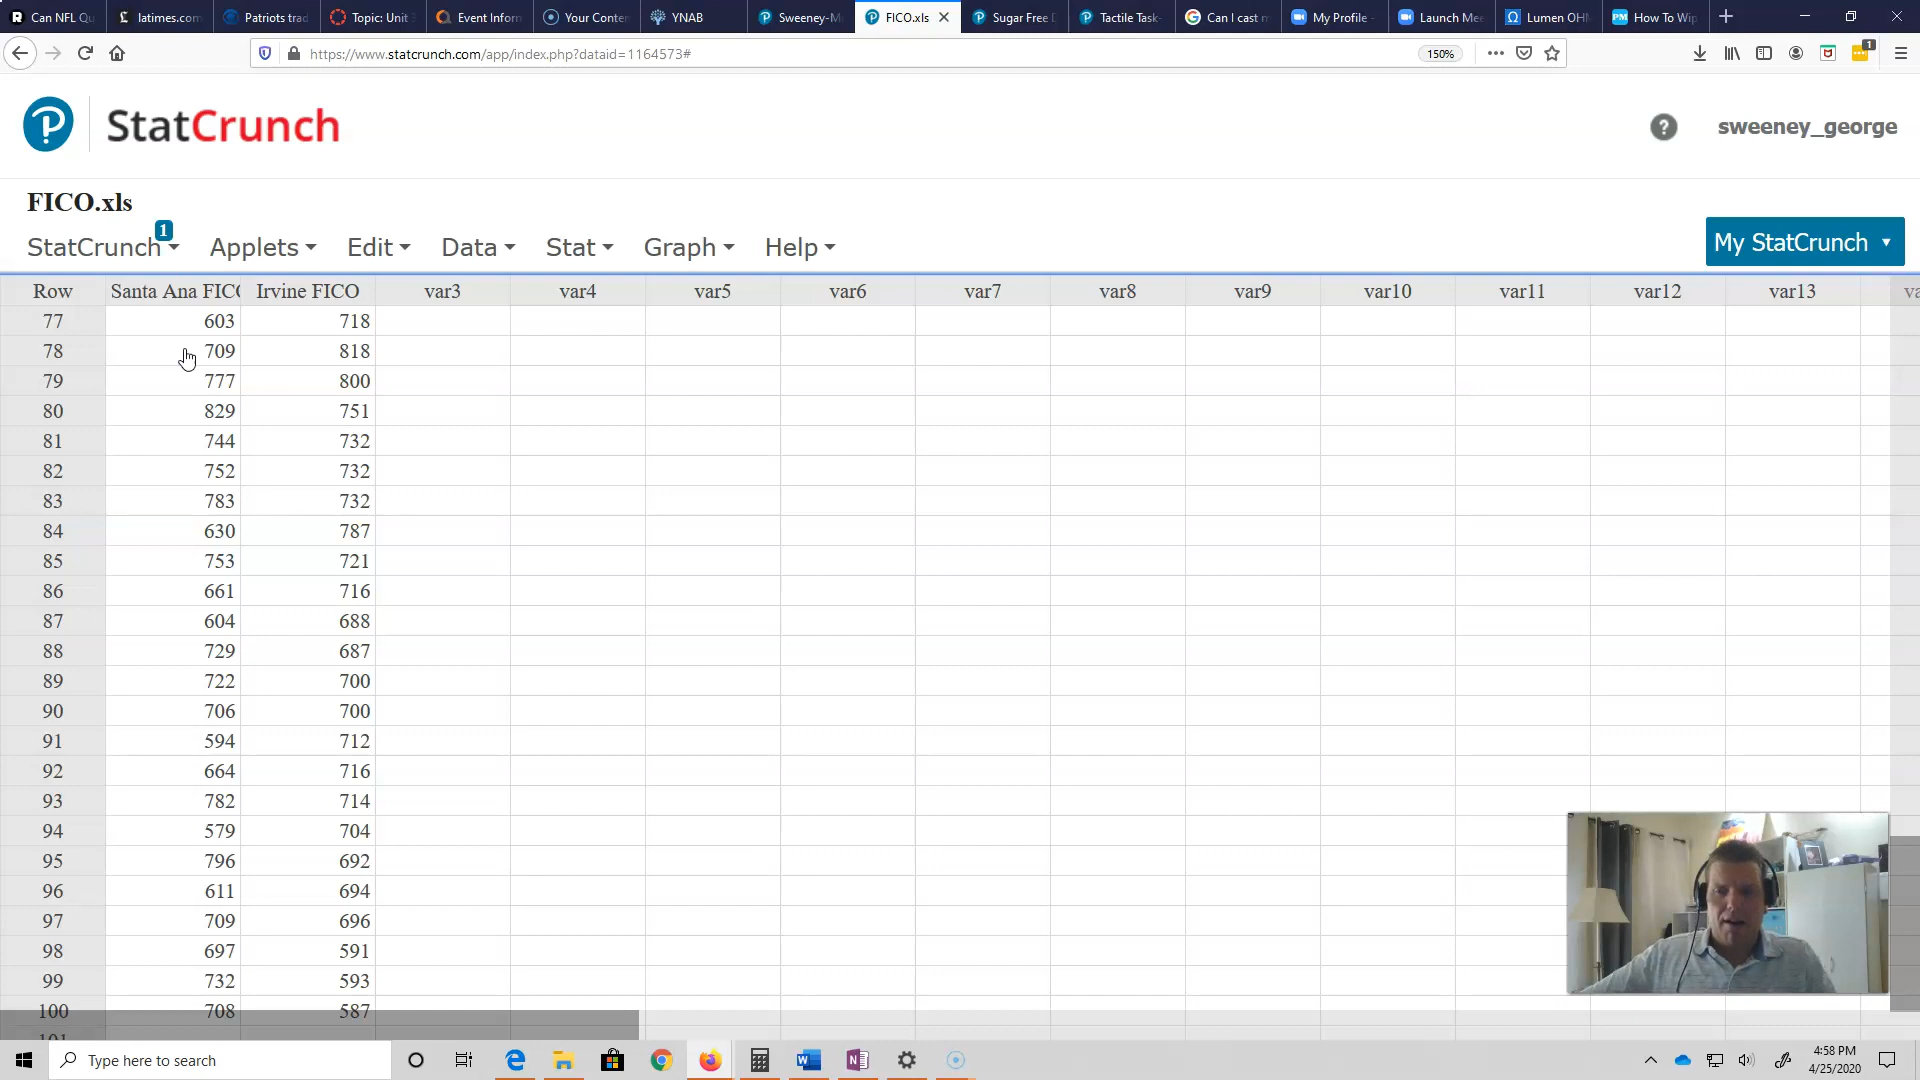 Can NFL Qu
latimes.com
Patriots trad
Topic: Unit 3
Event Inform
Your Conten
YNAB
Sweeney-M
FICO.xls
Sugar Free D
Tactile Task-
Can I cast m
My Profile -
Launch Mee
Lumen OHM
How To Wip
https://www.statcrunch.com/app/index.php?dataid=1164573#
150%
1
StatCrunch
sweeney_george
FICO.xls
StatCrunch 1 Applets Edit Data Stat Graph Help
My StatCrunch
Row Santa Ana FICO Irvine FICO var3 var4 var5 var6 var7 var8 var9 var10 var11 var12 var13 va
77 603 718
78 709 818
79 777 800
80 829 751
81 744 732
82 752 732
83 783 732
84 630 787
85 753 721
86 661 716
87 604 688
88 729 687
89 722 700
90 706 700
91 594 712
92 664 716
93 782 714
94 579 704
95 796 692
96 611 694
97 709 696
98 697 591
99 732 593
100 708 587
101
Type here to search
4:58 PM
4/25/2020